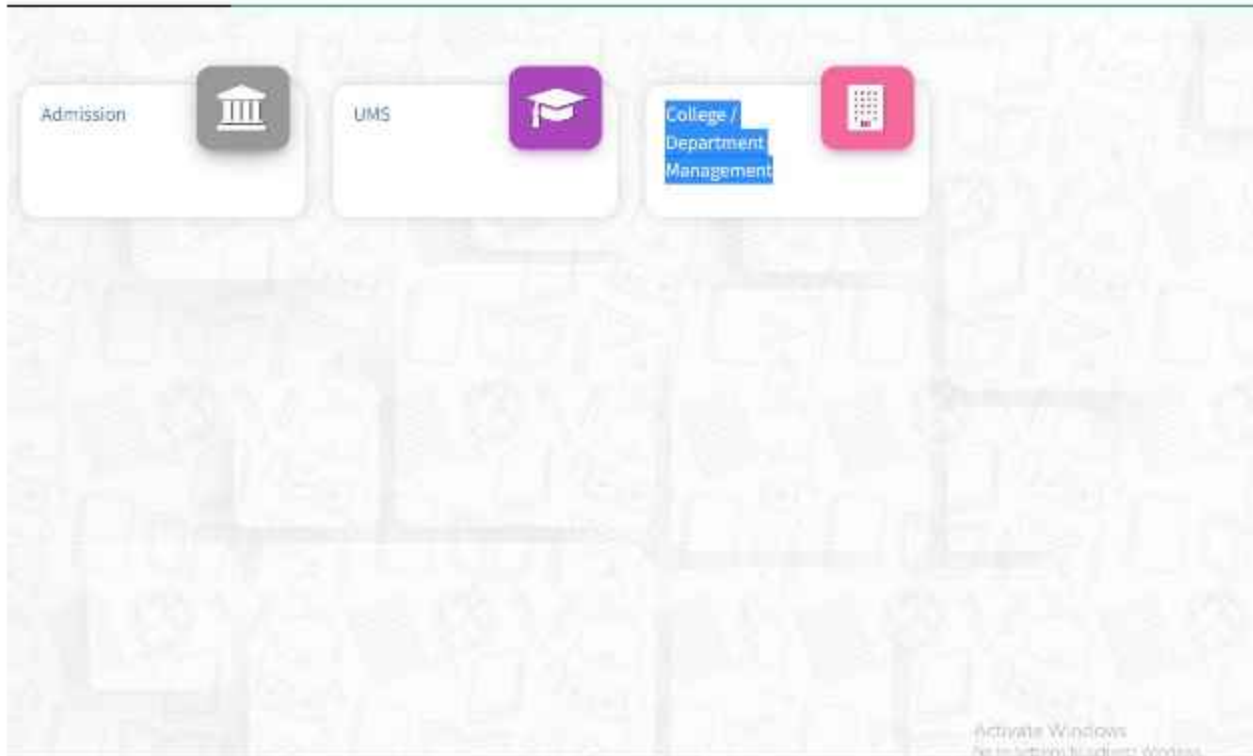 Admission
UMS
College /
Department
Management
Activate Windows